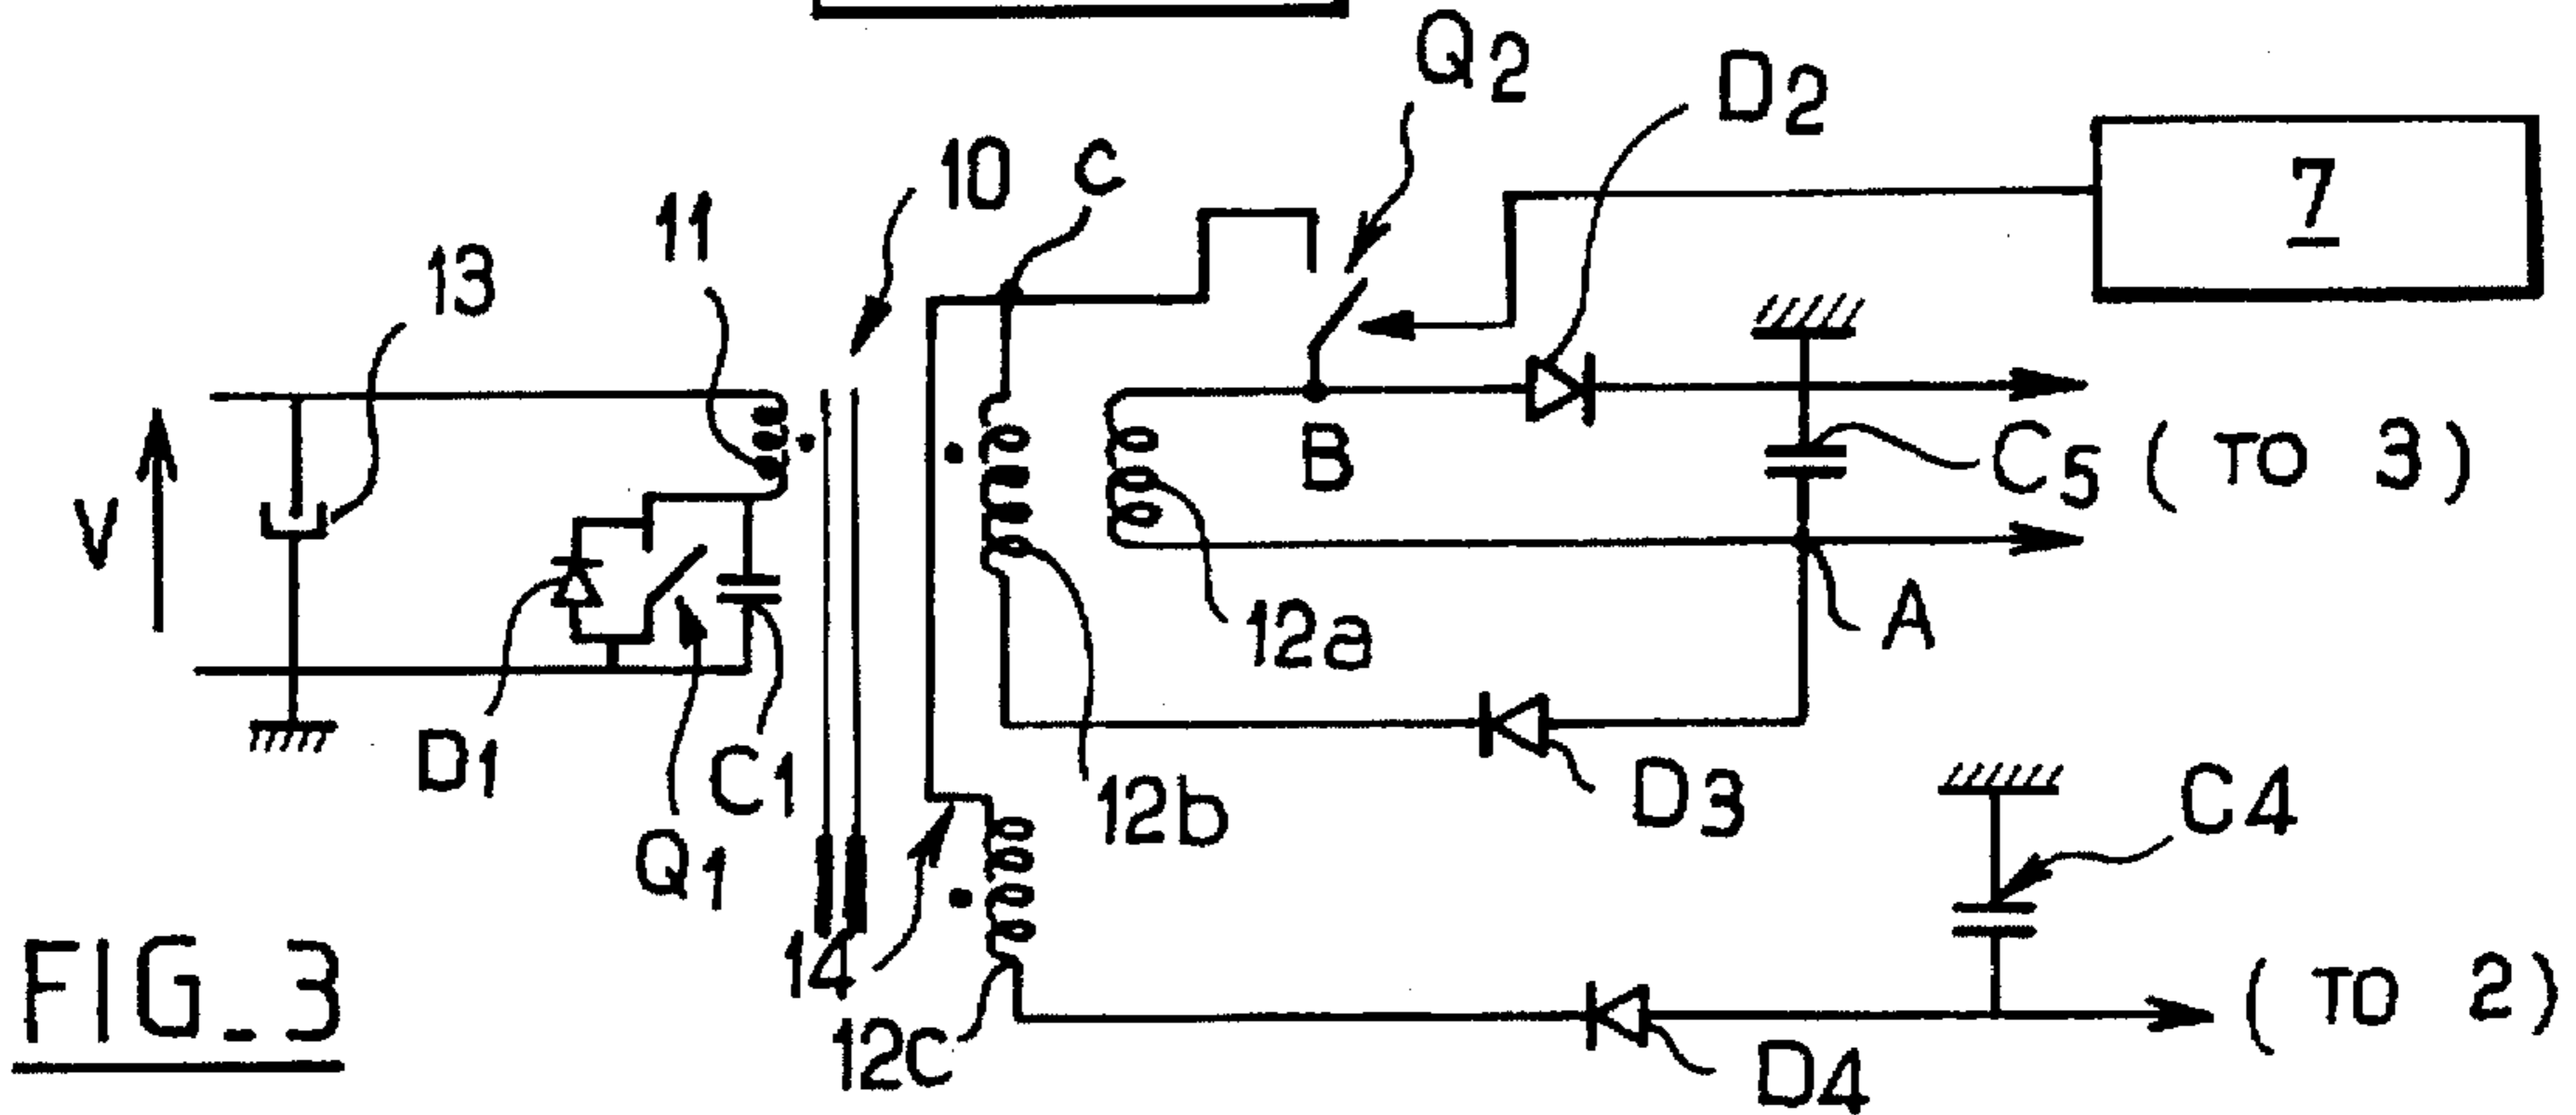 Q2
D2
10
C
11
7
13
V
B
C5 ( TO 3 )
12a
A
D1
C1
12b
D3
C4
Q1
14
FIG_3
12c
D4
( TO 2 )